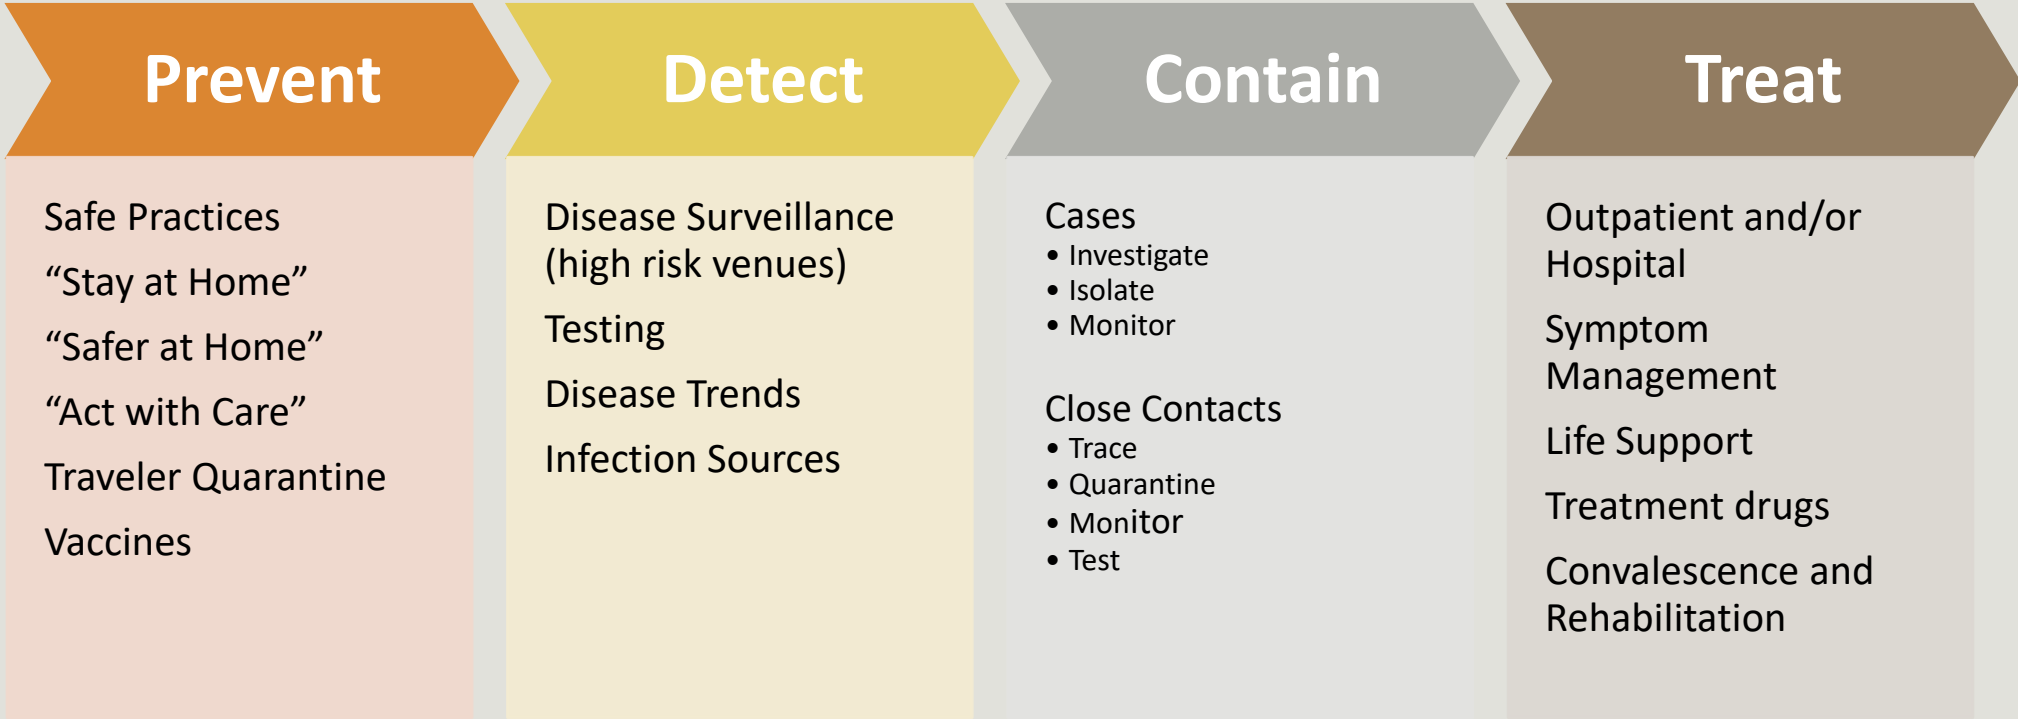 Prevent
Safe Practices
“Stay at Home”
“Safer at Home”
“Act with Care”
Traveler Quarantine
Vaccines
Detect
Disease Surveillance
(high risk venues)
Testing
Disease Trends
Infection Sources
Contain
Cases
• Investigate
• Isolate
• Monitor
Close Contacts
• Trace
• Quarantine
• Monitor
• Test
Treat
Outpatient and/or
Hospital
Symptom
Management
Life Support
Treatment drugs
Convalescence and
Rehabilitation